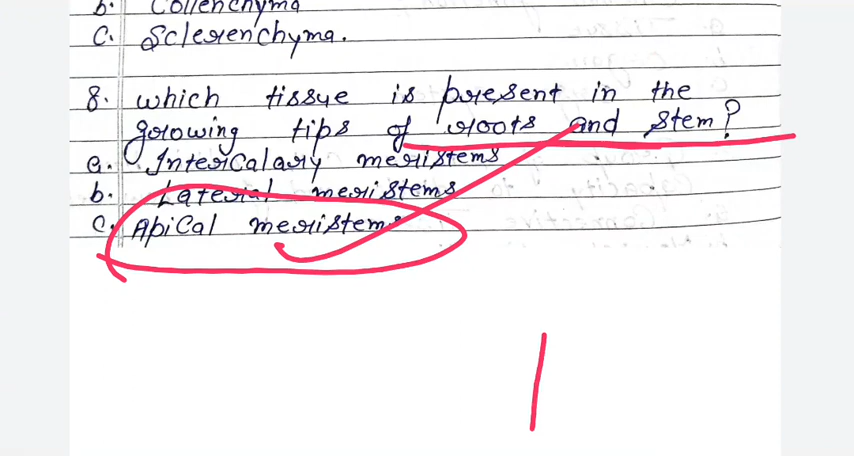 b. Collenchyma
C. Sclerenchyma.
8. which tissue is present in the
growing tips of roots and stem?
a. Intercalary meristems
b. Lateral meristems
C. Apical meristems